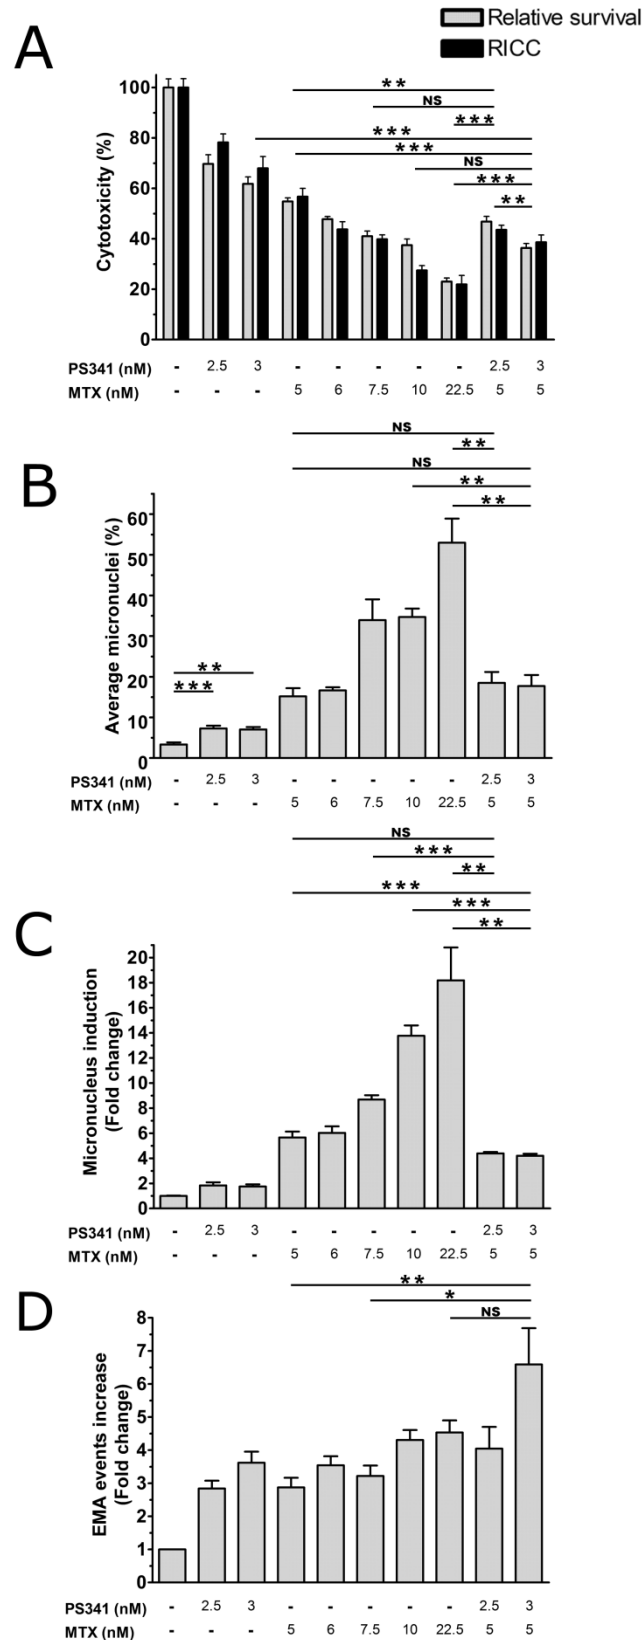 Relative survival
RICC
A
**
NS
***
***
***
NS
***
**
Cytotoxicity (%)
100
80
60
40
20
0
PS341 (nM) - 2.5 3 - - - - - 2.5 3
MTX (nM) - - - 5 6 7.5 10 22.5 5 5
B
NS
**
NS
**
**
Average micronuclei (%)
60
50
40
30
20
10
0
**
***
PS341 (nM) - 2.5 3 - - - - - 2.5 3
MTX (nM) - - - 5 6 7.5 10 22.5 5 5
C
NS
***
**
***
***
**
Micronucleus induction
(Fold change)
20
18
16
14
12
10
8
6
4
2
0
PS341 (nM) - 2.5 3 - - - - - 2.5 3
MTX (nM) - - - 5 6 7.5 10 22.5 5 5
D
**
*
NS
EMA events increase
(Fold change)
8
7
6
5
4
3
2
1
0
PS341 (nM) - 2.5 3 - - - - - 2.5 3
MTX (nM) - - - 5 6 7.5 10 22.5 5 5